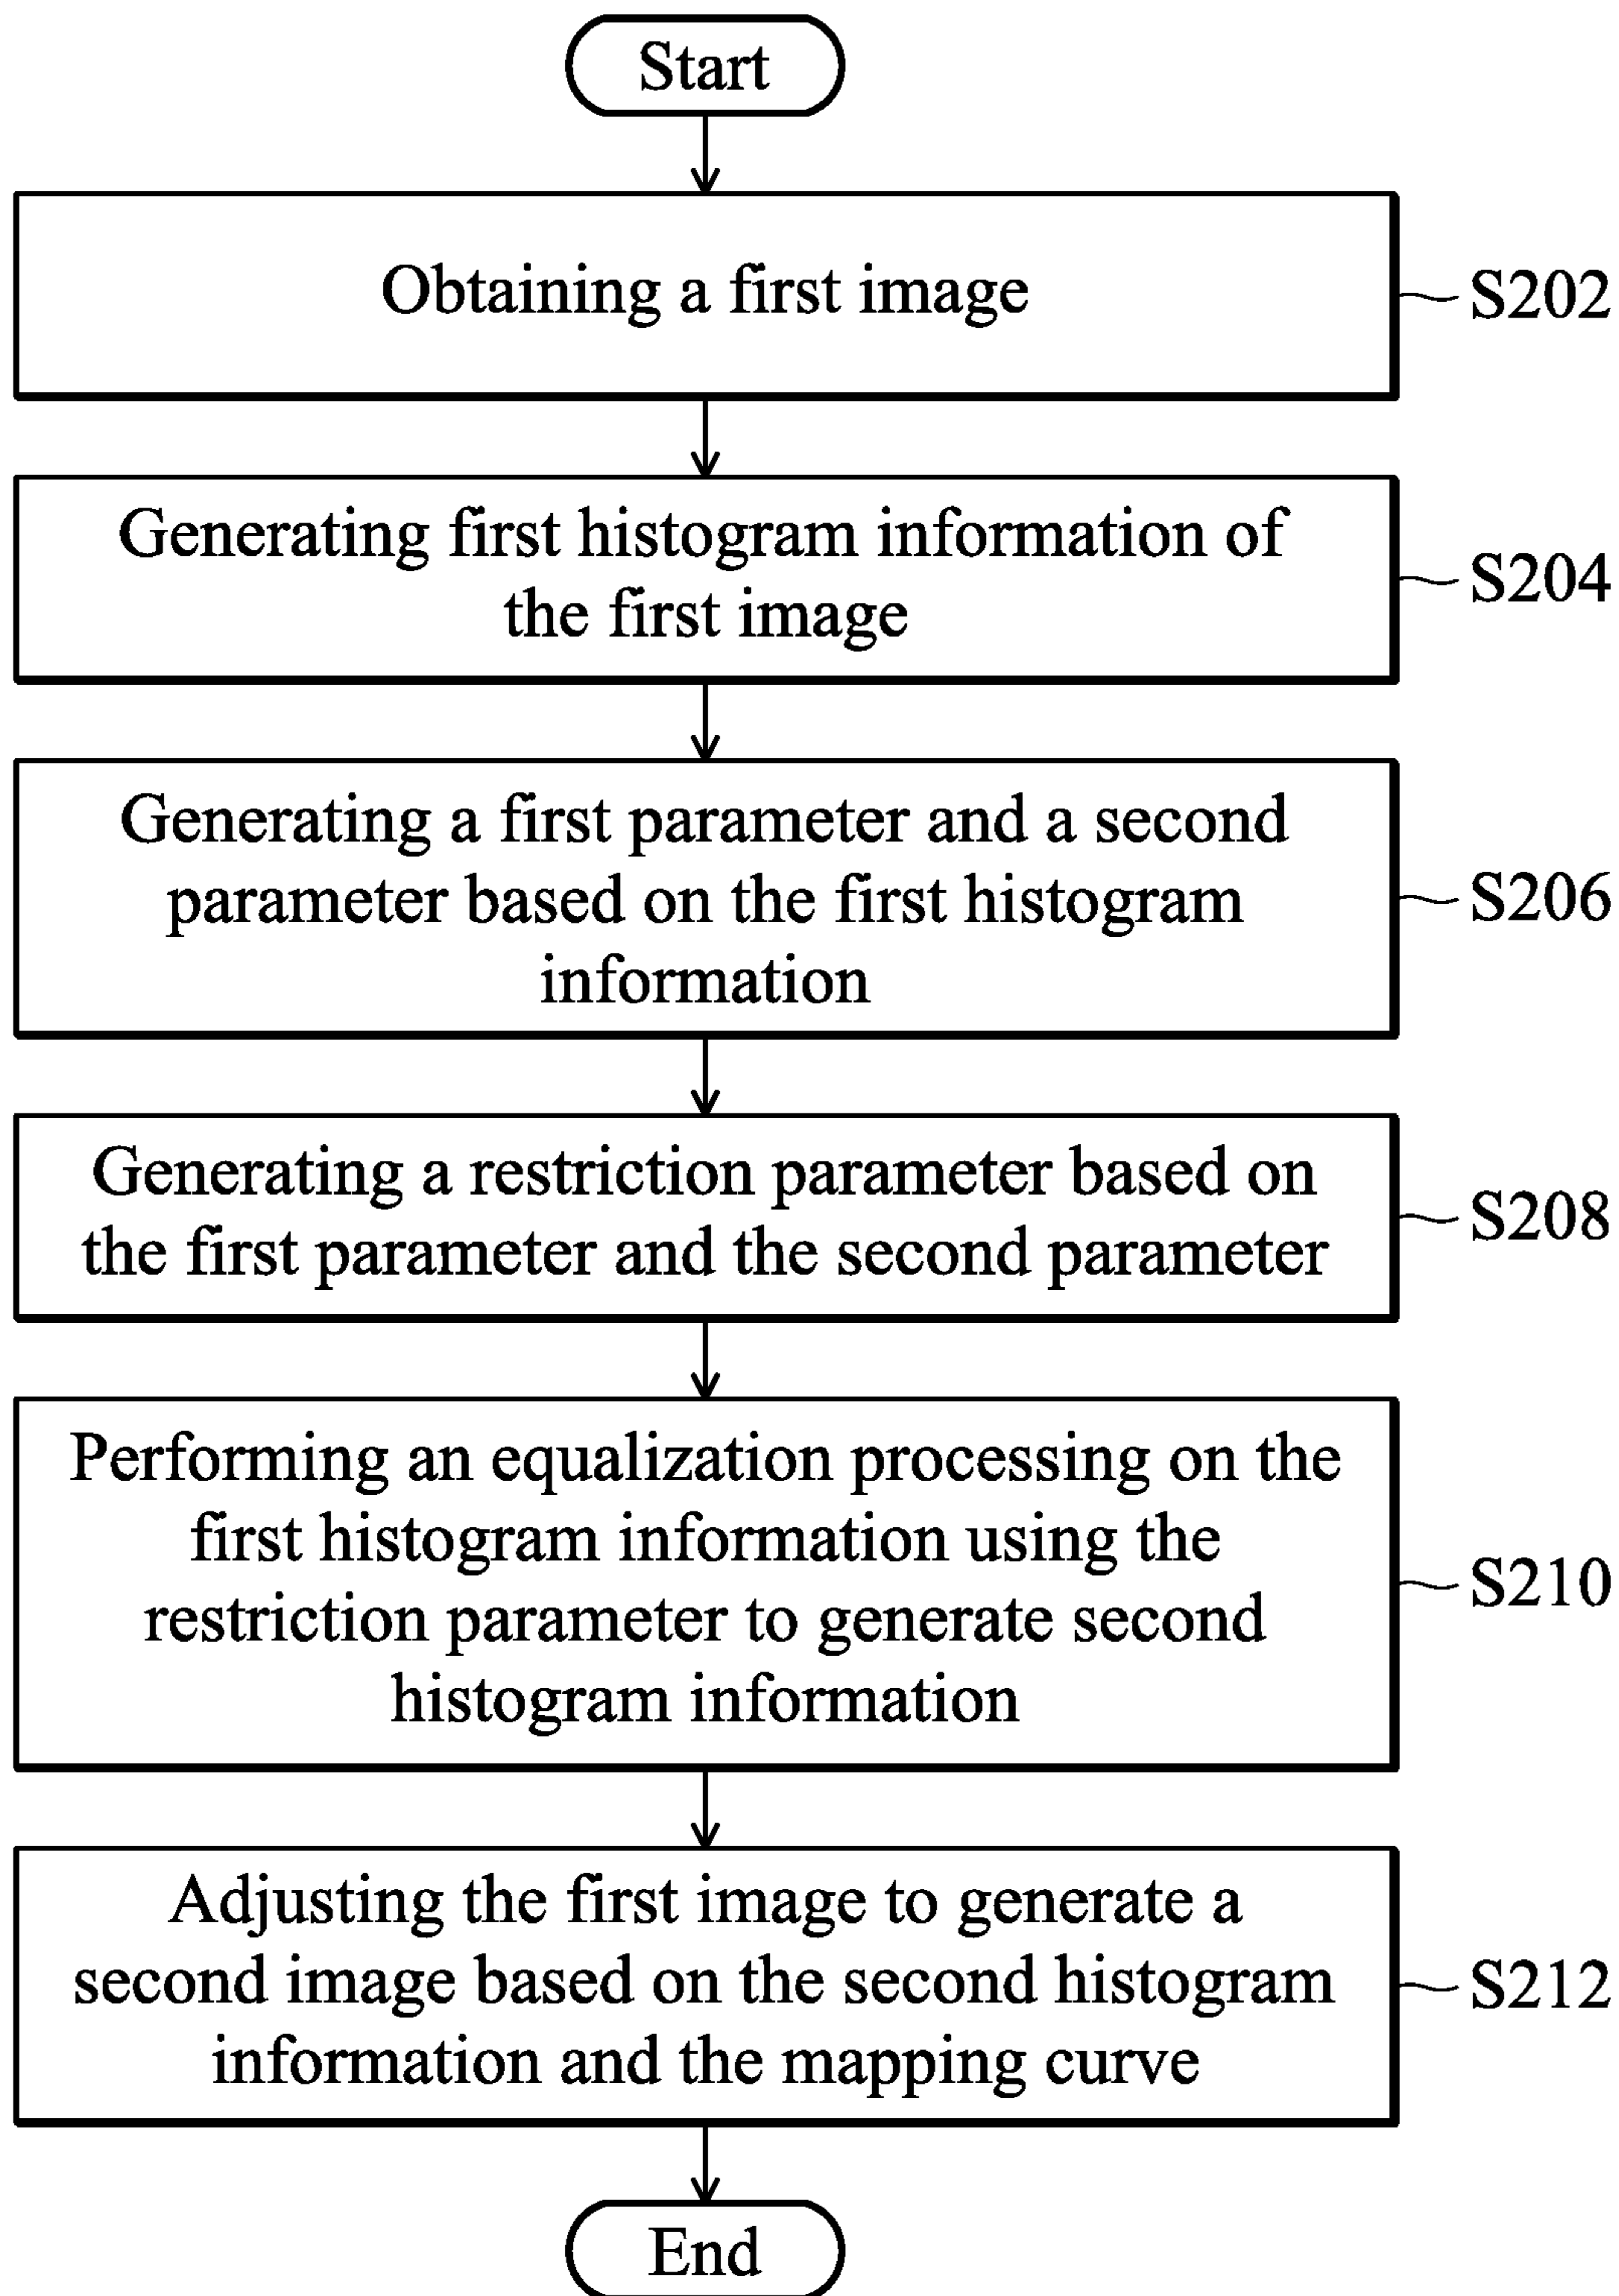 Start
Obtaining a first image
S202
Generating first histogram information of
the first image
S204
Generating a first parameter and a second
parameter based on the first histogram
information
S206
Generating a restriction parameter based on
the first parameter and the second parameter
S208
Performing an equalization processing on the
first histogram information using the
restriction parameter to generate second
histogram information
S210
Adjusting the first image to generate a
second image based on the second histogram
information and the mapping curve
S212
End